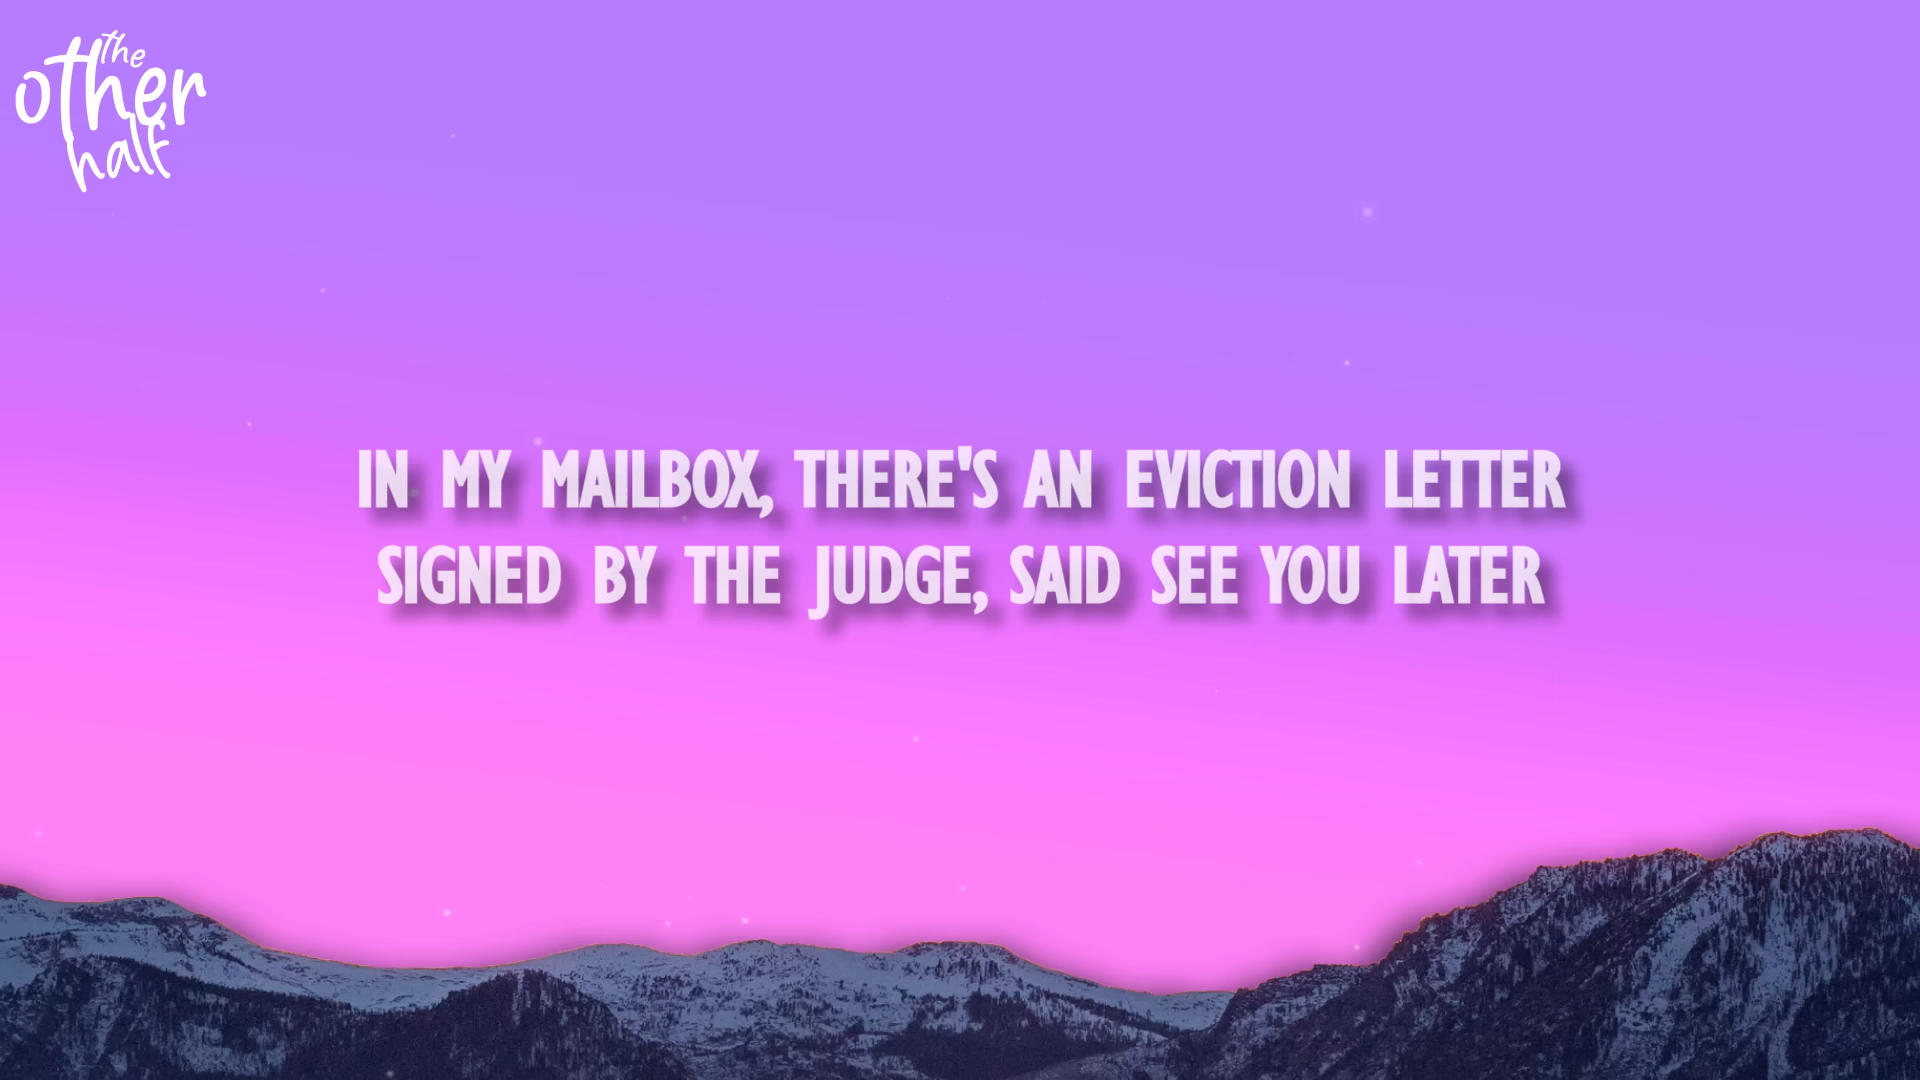 the
other
half
IN MY MAILBOX, THERE'S AN EVICTION LETTER
SIGNED BY THE JUDGE, SAID SEE YOU LATER